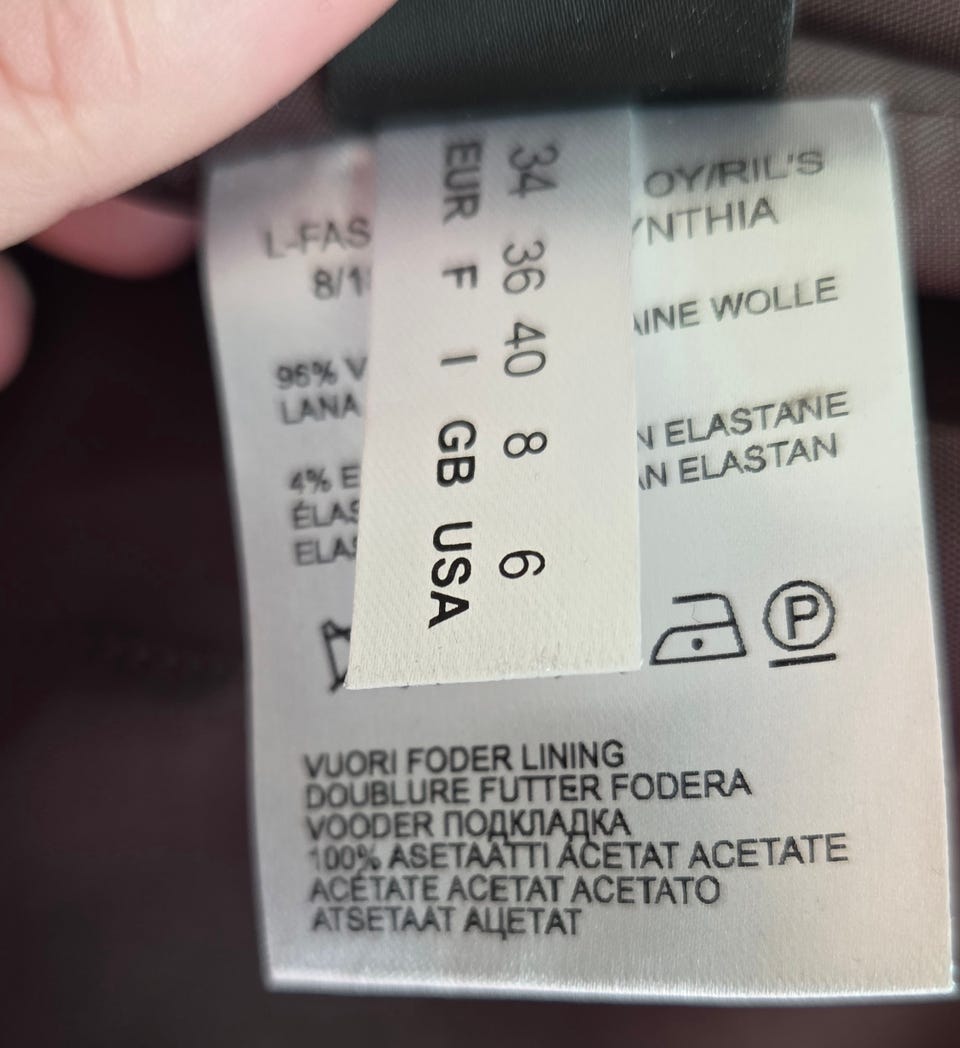 EUR F I GB USA
34 36 40 8 6
L-FAS OY/RIL'S
8/1 YNTHIA
96% V AINE WOLLE
LANA
4% E N ELASTANE
ÉLAS AN ELASTAN
ELAS
P
VUORI FODER LINING
DOUBLURE FUTTER FODERA
VOODER ПОДКЛАДКА
100% ASETAATTI ACETAT ACETATE
ACÉTATE ACETAT ACETATO
ATSETAAT АЦЕТАТ